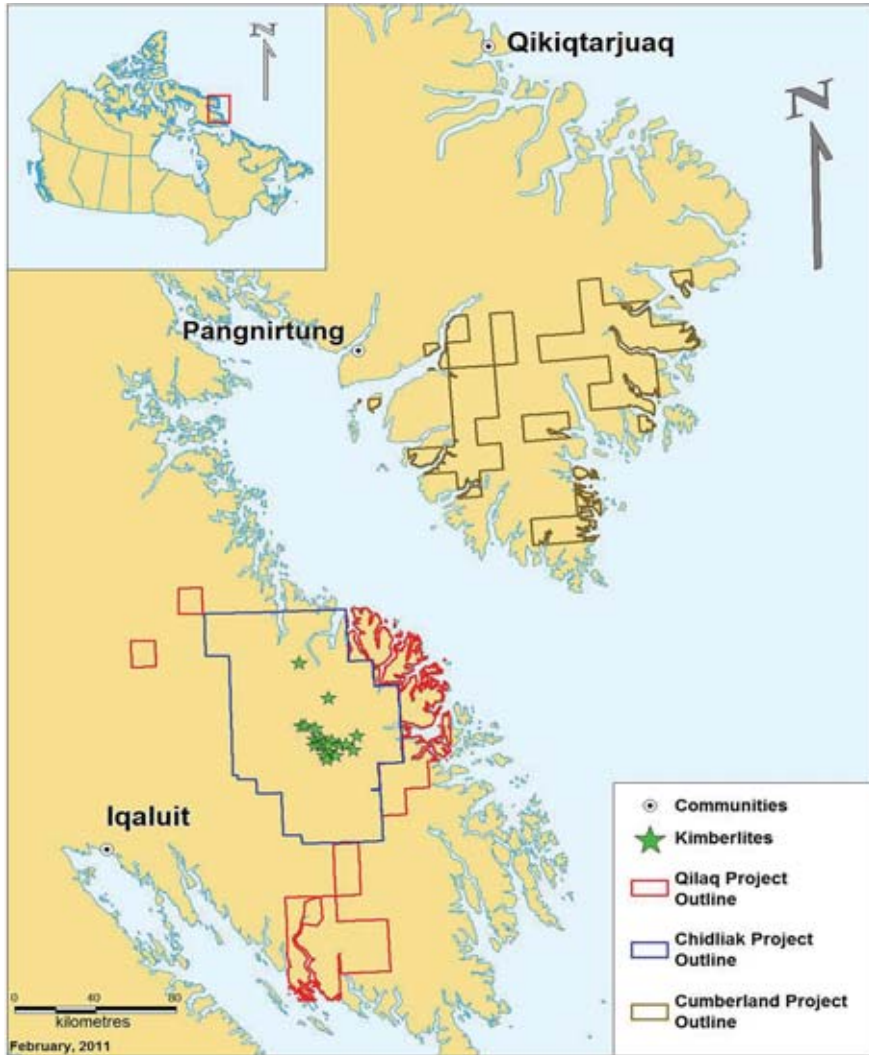 N
Qikiqtarjuaq
N
Pangnirtung
Iqaluit
Communities
Kimberlites
Qilaq Project
Outline
Chidliak Project
Outline
Cumberland Project
Outline
0 40 80
kilometres
February, 2011